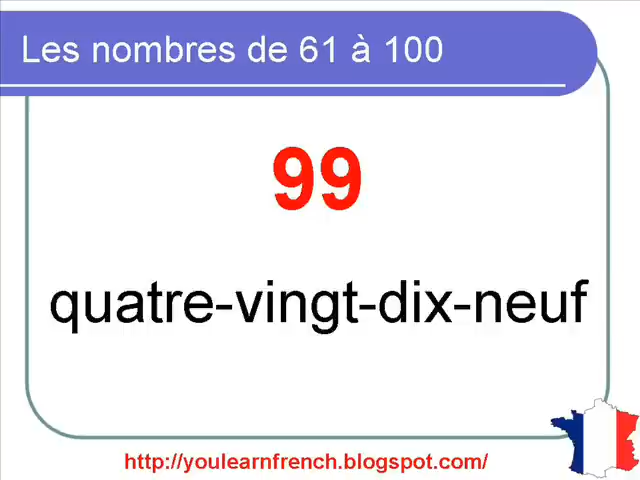 Les nombres de 61 à 100
99
quatre-vingt-dix-neuf
http://youlearnfrench.blogspot.com/